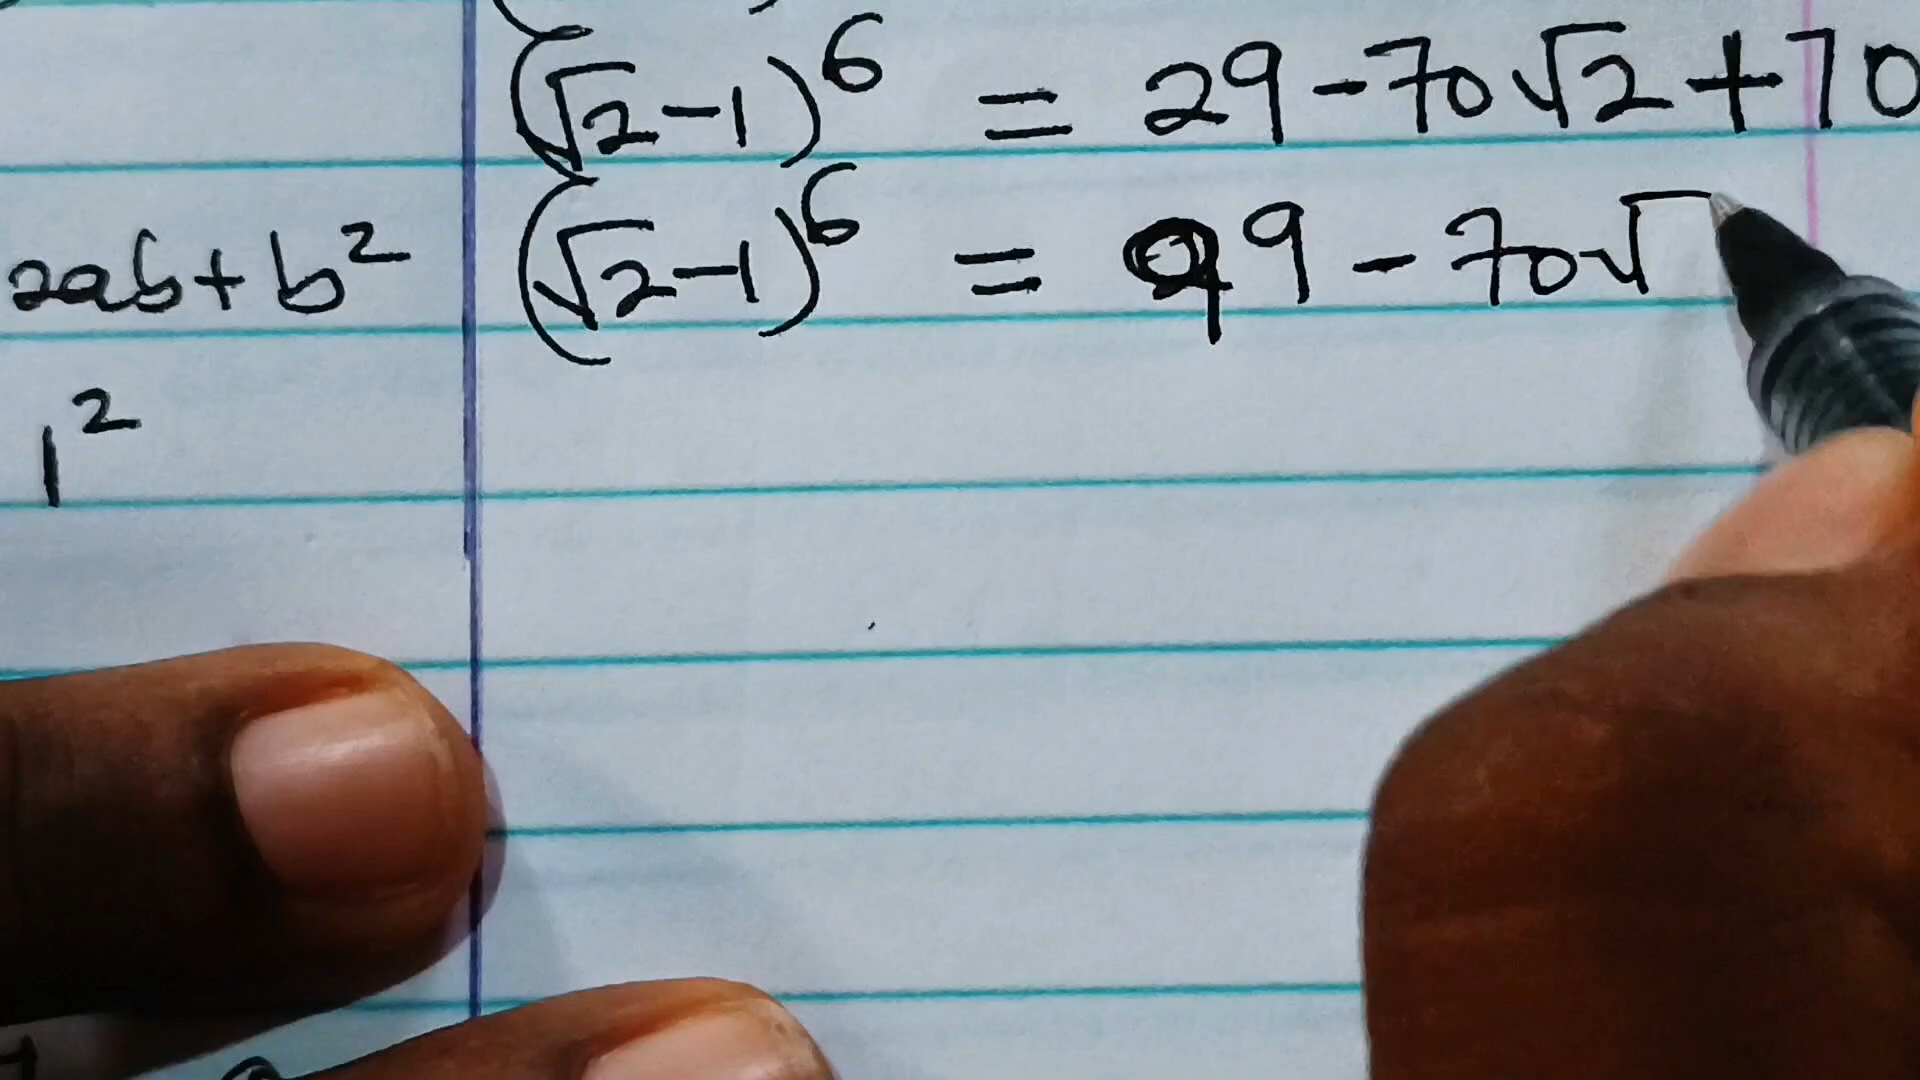 (√2-1)⁶ = 29-70√2+70
2ab+b² (√2-1)⁶ = 99-70√
1²